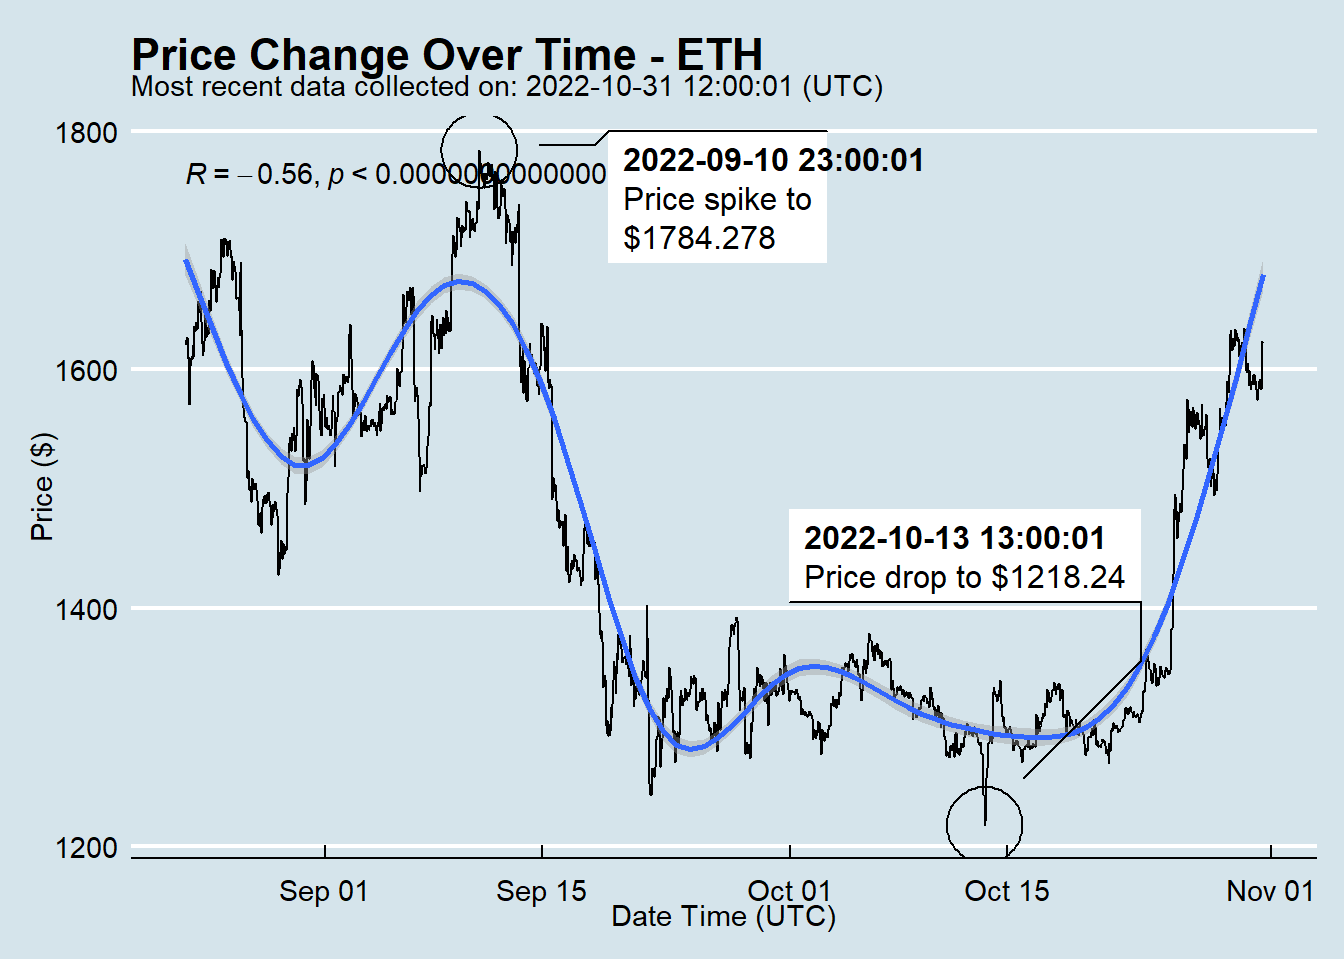 Price Change Over Time - ETH
Most recent data collected on: 2022-10-31 12:00:01 (UTC)
1800
R = −0.56, p < 0.0000000000000
2022-09-10 23:00:01
Price spike to
$1784.278
1600
Price ($)
2022-10-13 13:00:01
Price drop to $1218.24
1400
1200
Sep 01
Sep 15
Oct 01
Oct 15
Nov 01
Date Time (UTC)